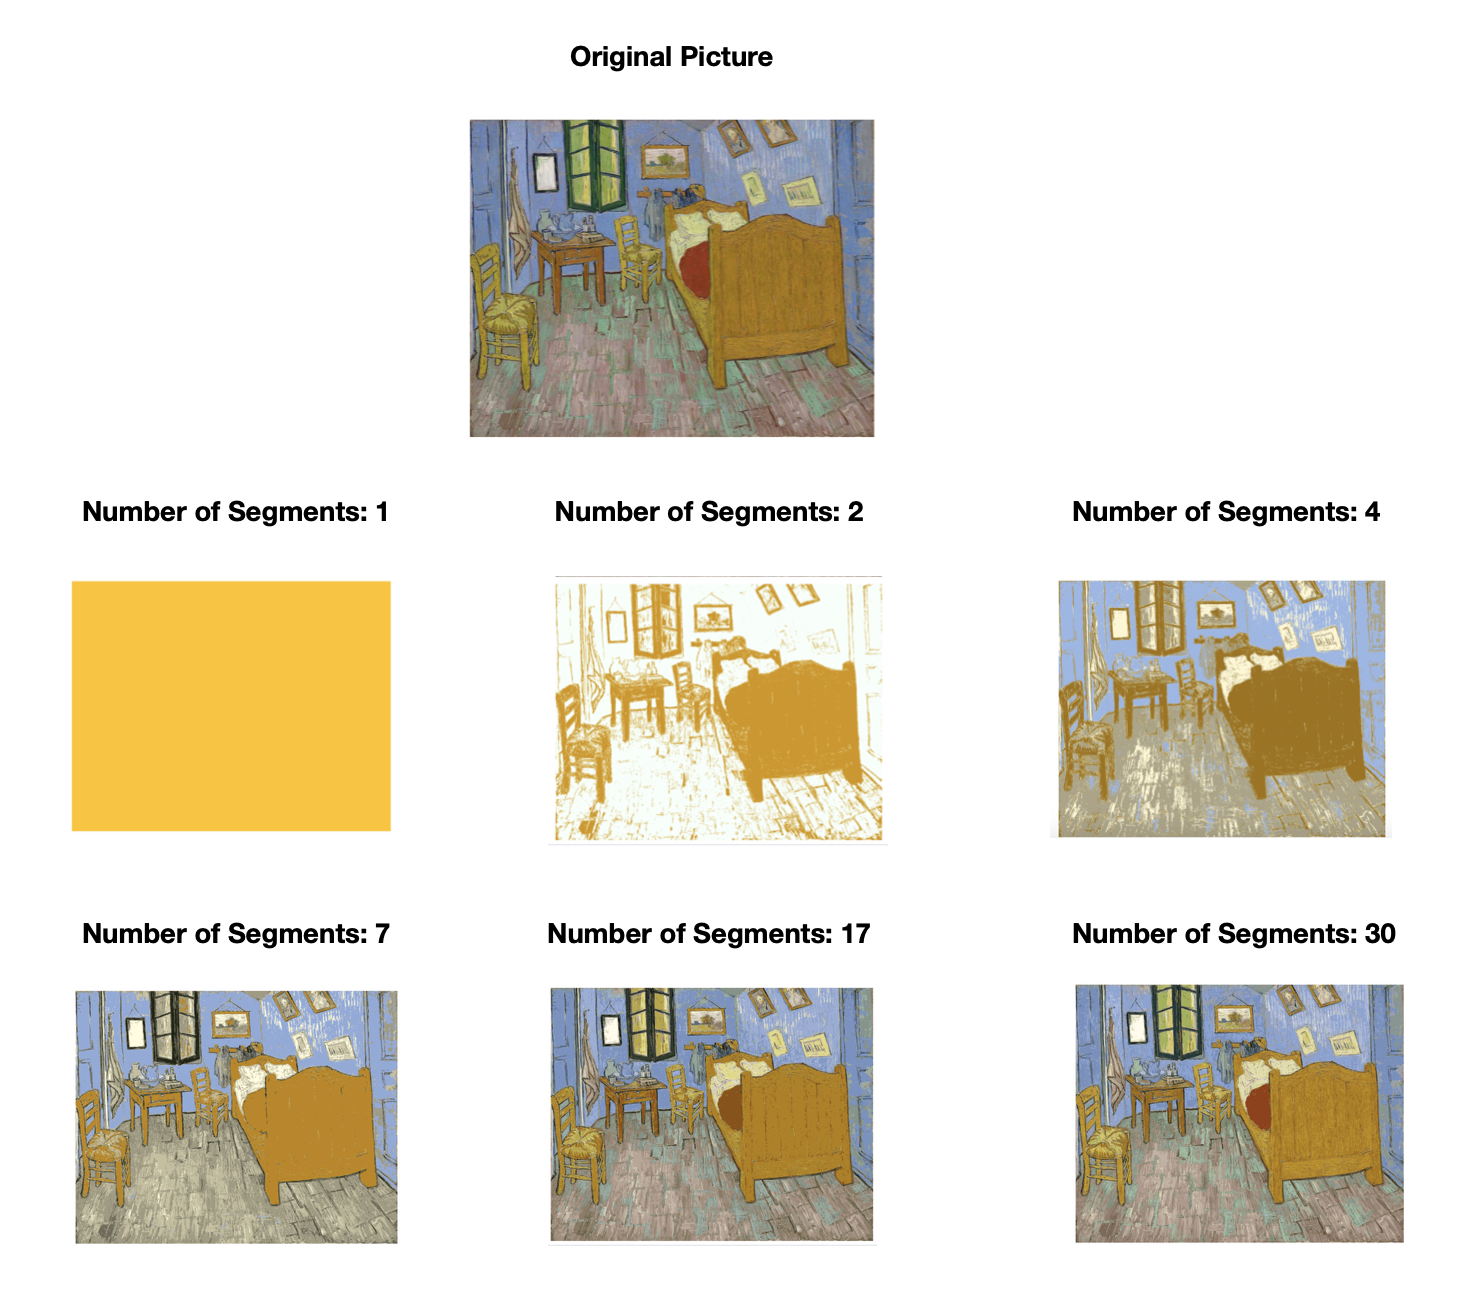 Original Picture
Number of Segments: 1
Number of Segments: 2
Number of Segments: 4
Number of Segments: 7
Number of Segments: 17
Number of Segments: 30